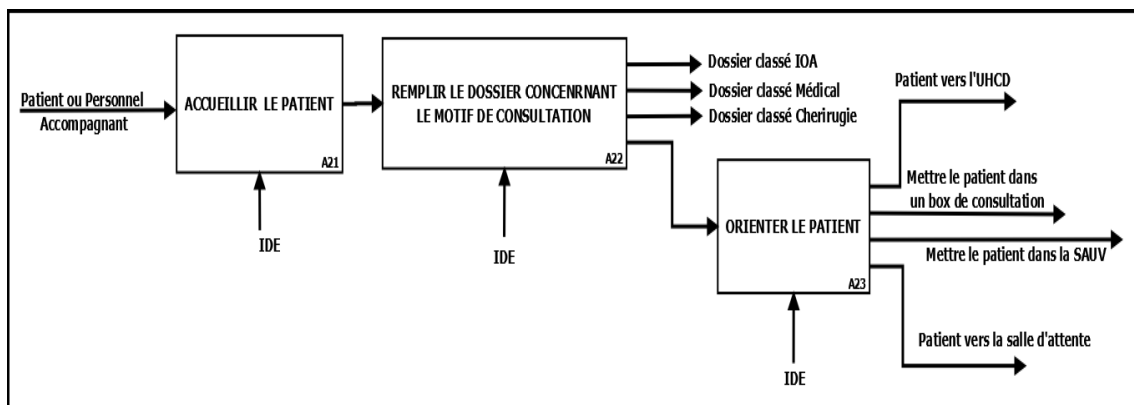 Patient ou Personnel
Accompagnant
ACCUEILLIR LE PATIENT
A21
IDE
REMPLIR LE DOSSIER CONCENRNANT
LE MOTIF DE CONSULTATION
A22
IDE
Dossier classé IOA
Dossier classé Médical
Dossier classé Cherirugie
ORIENTER LE PATIENT
A23
IDE
Patient vers l'UHCD
Mettre le patient dans
un box de consultation
Mettre le patient dans la SAUV
Patient vers la salle d'attente